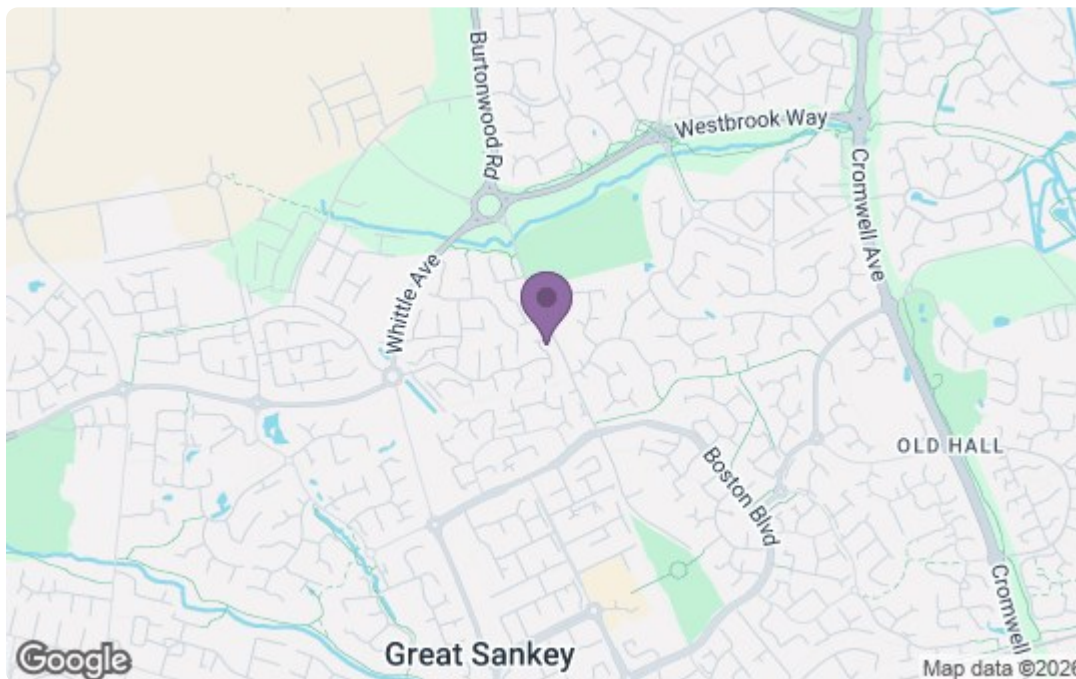 Burtonwood Rd
Westbrook Way
Cromwell Ave
Whittle Ave
OLD HALL
Boston Blvd
Cromwell
Great Sankey
Google
Map data ©2026